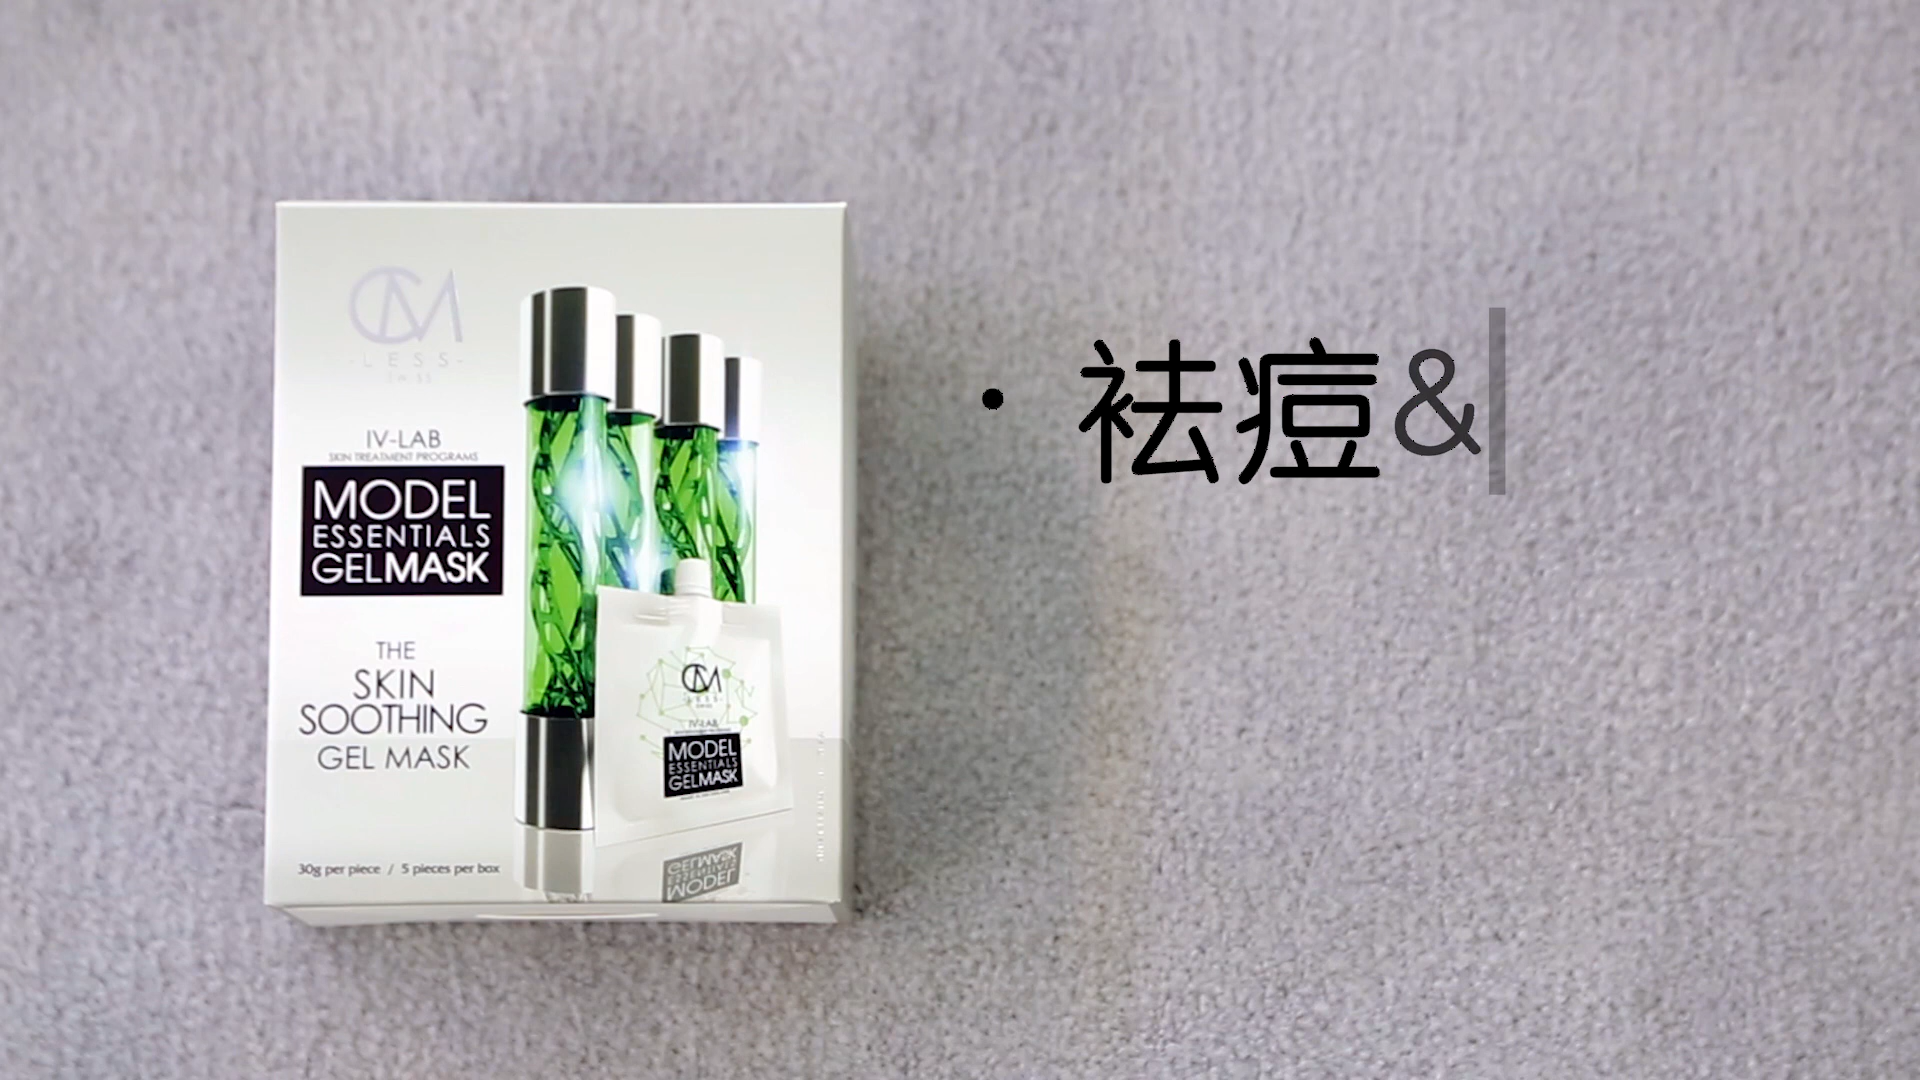 CM
-LESS-
IV-LAB
SKIN TREATMENT PROGRAMS
MODEL
ESSENTIALS
GELMASK
THE
SKIN
SOOTHING
GEL MASK
30g per piece / 5 pieces per box
CM
LESS
IV-LAB
MODEL
ESSENTIALS
GELMASK
· 祛痘&